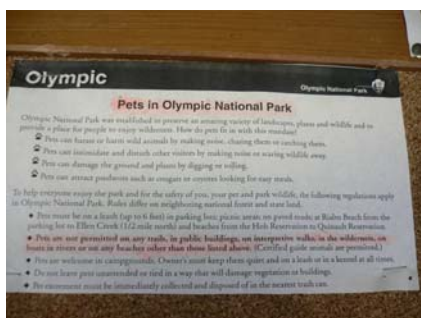 Olympic
Olympic National Park
Pets in Olympic National Park
Olympic National Park was established to preserve an amazing variety of landscapes, plants and wildlife and to
provide a place for people to enjoy wilderness. How do pets fit in with this mandate?
Pets can harass or harm wild animals by making noise, chasing them or catching them.
Pets can intimidate and disturb other visitors by making noise or scaring wildlife away.
Pets can damage the ground and plants by digging or rolling.
Pets can attract predators such as cougars or coyotes looking for easy meals.
To help everyone enjoy the park and for the safety of you, your pet and park wildlife, the following regulations apply
in Olympic National Park. Rules differ on neighboring national forest and state land.
• Pets must be on a leash (up to 6 feet) in parking lots; picnic areas; on paved roads; at Rialto Beach from the
parking lot to Ellen Creek (1/2 mile north) and beaches from the Hoh Reservation to Quinault Reservation
• Pets are not permitted on any trails, in public buildings, on interpretive walks, in the wilderness, on
boats in rivers or on any beaches other than those listed above. (Certified guide animals are permitted.)
• Pets are welcome in campgrounds. Owners must keep them quiet and on a leash or in a kennel at all times.
• Do not leave pets unattended or tied in a way that will damage vegetation or buildings.
• Pet excrement must be immediately collected and disposed of in the nearest trash can.